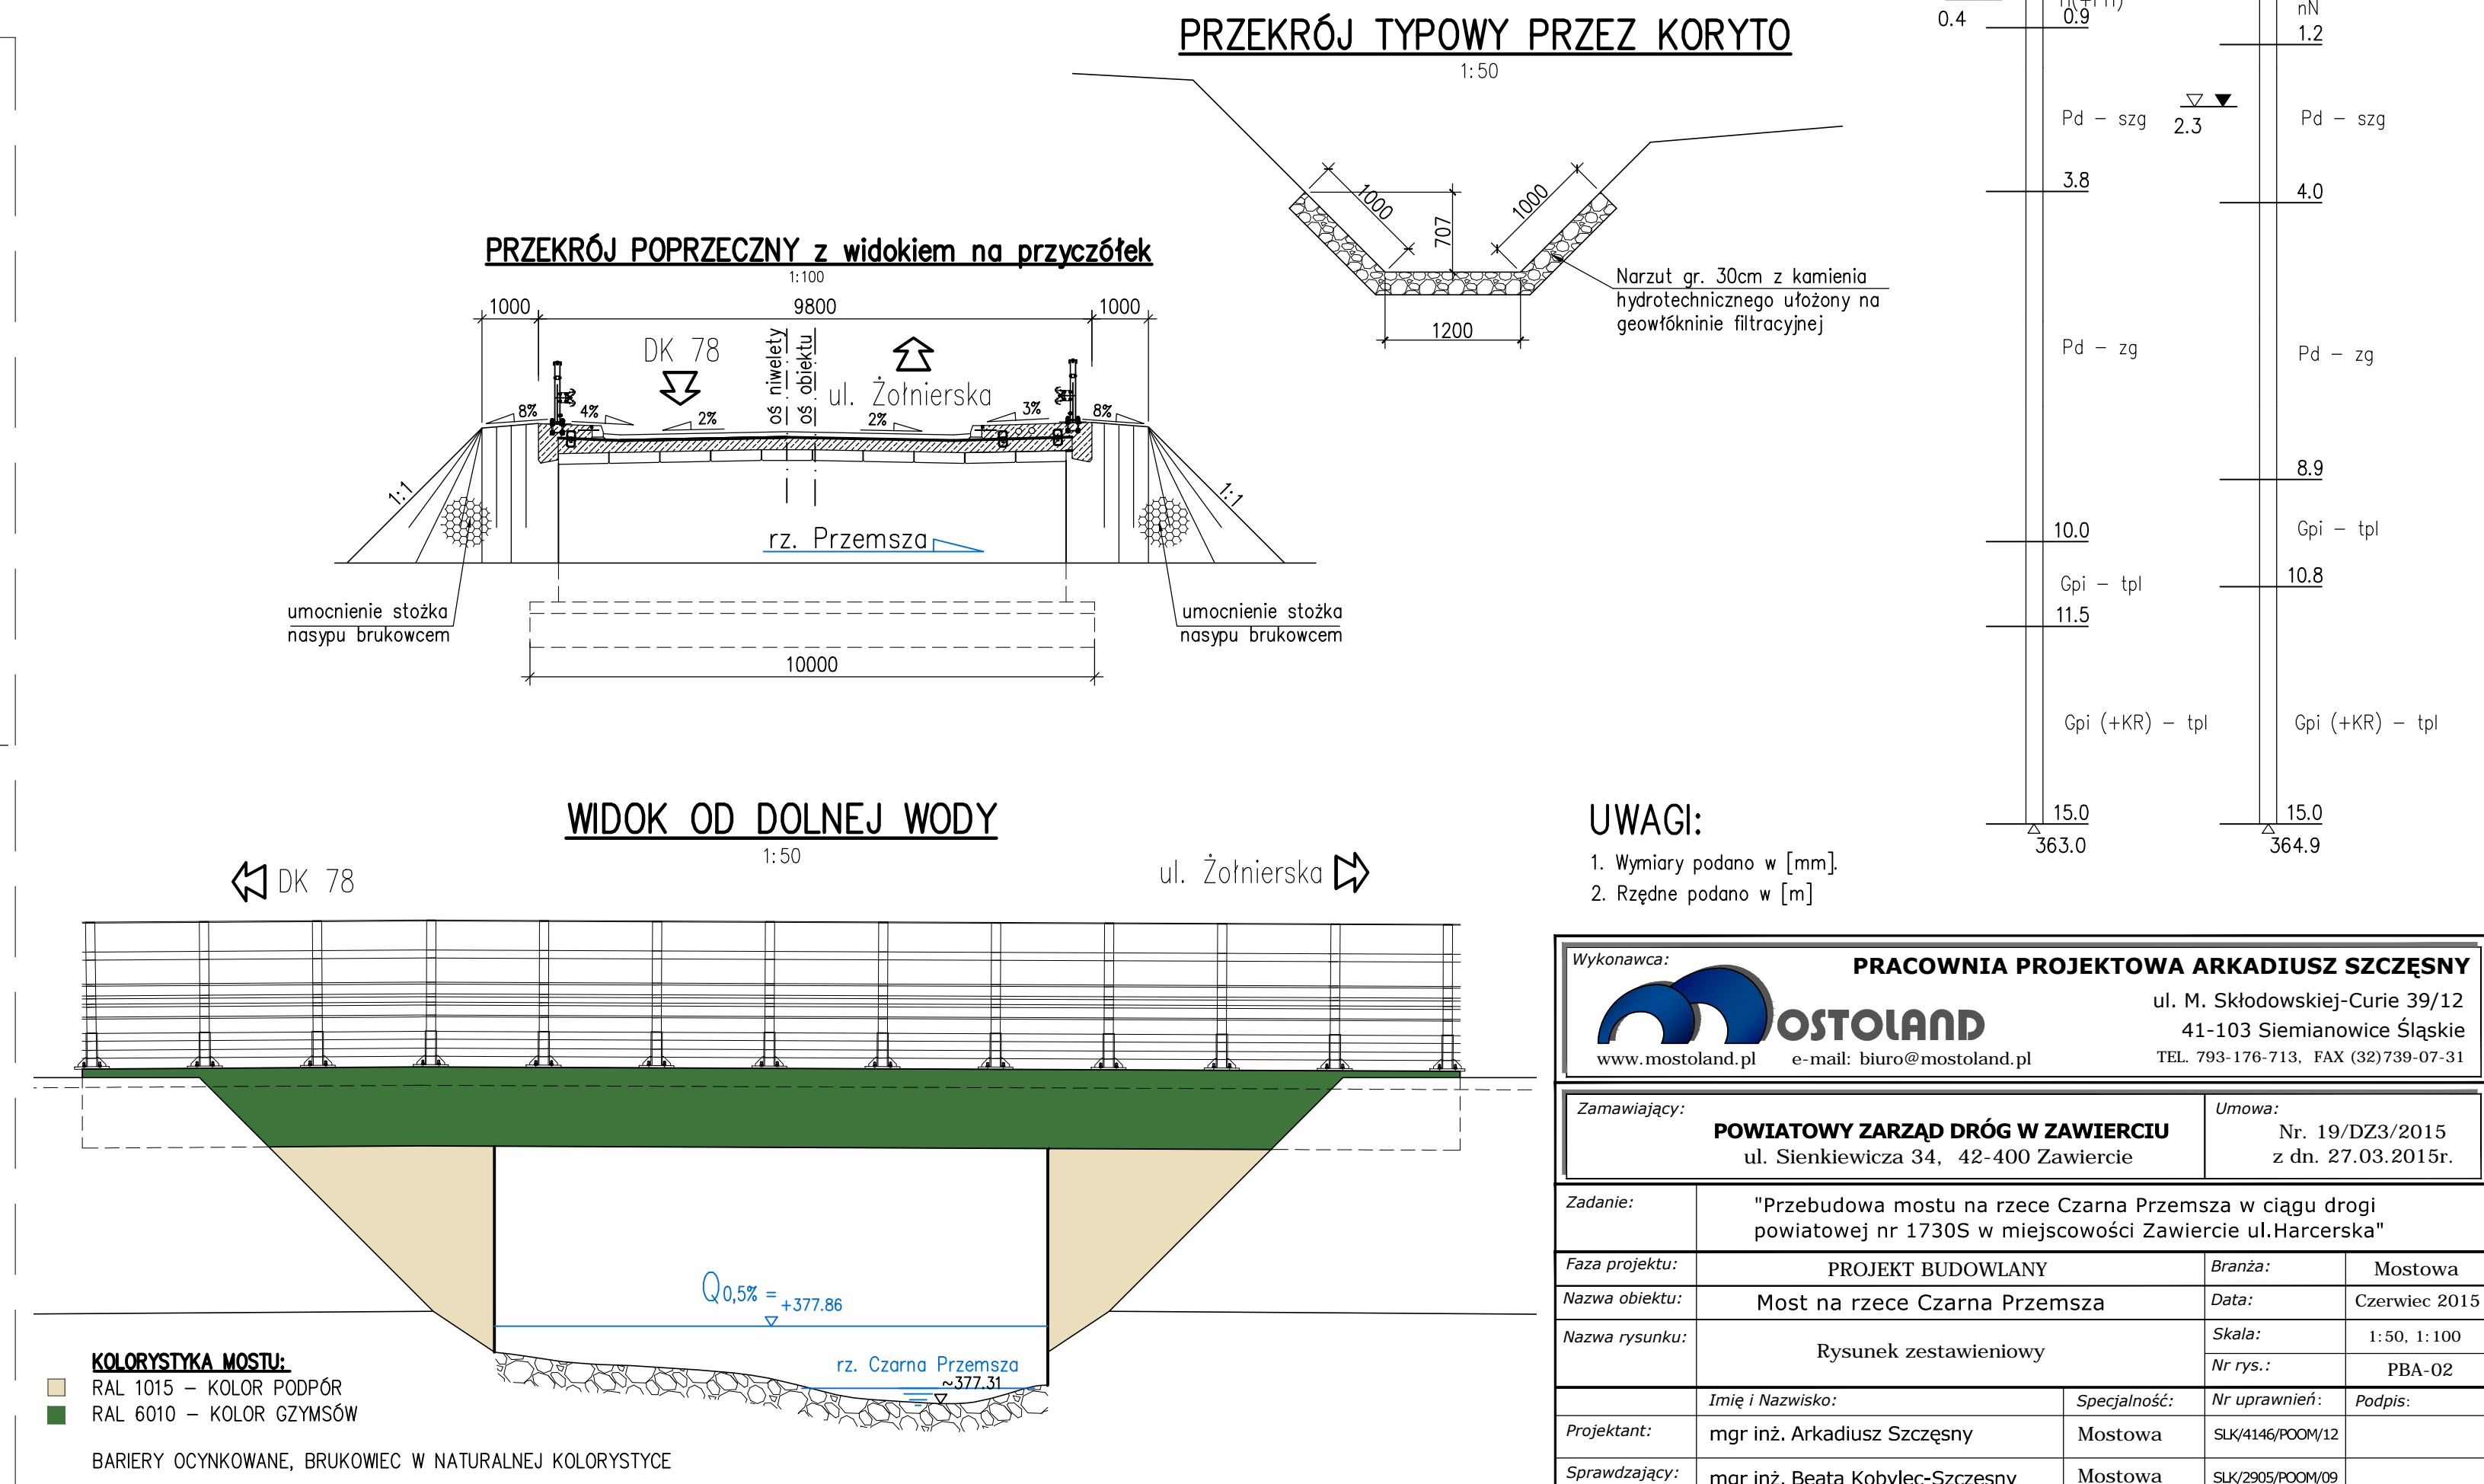 PRZEKRÓJ TYPOWY PRZEZ KORYTO
1:50
1000
1000
707
1200
Narzut gr. 30cm z kamienia
hydrotechnicznego ułożony na
geowłókninie filtracyjnej
PRZEKRÓJ POPRZECZNY z widokiem na przyczółek
1:100
1000
9800
1000
DK 78
oś niwelety
oś obiektu
ul. Żołnierska
8%
4%
2%
2%
3%
8%
1:1
1:1
rz. Przemsza
umocnienie stożka
nasypu brukowcem
umocnienie stożka
nasypu brukowcem
10000
0.4
0.9
Pd – szg
3.8
Pd – zg
10.0
Gpi – tpl
11.5
Gpi (+KR) – tpl
15.0
363.0
nN
1.2
2.3
Pd – szg
4.0
Pd – zg
8.9
Gpi – tpl
10.8
Gpi (+KR) – tpl
15.0
364.9
WIDOK OD DOLNEJ WODY
1:50
DK 78
ul. Żołnierska
Q0,5% = +377.86
rz. Czarna Przemsza
~377.31
KOLORYSTYKA MOSTU:
RAL 1015 – KOLOR PODPÓR
RAL 6010 – KOLOR GZYMSÓW
BARIERY OCYNKOWANE, BRUKOWIEC W NATURALNEJ KOLORYSTYCE
UWAGI:
1. Wymiary podano w [mm].
2. Rzędne podano w [m]
Wykonawca:
PRACOWNIA PROJEKTOWA ARKADIUSZ SZCZĘSNY
ul. M. Skłodowskiej-Curie 39/12
OSTOLAND
41-103 Siemianowice Śląskie
www.mostoland.pl e-mail: biuro@mostoland.pl
TEL. 793-176-713, FAX (32)739-07-31
Zamawiający:
POWIATOWY ZARZĄD DRÓG W ZAWIERCIU
ul. Sienkiewicza 34, 42-400 Zawiercie
Umowa:
Nr. 19/DZ3/2015
z dn. 27.03.2015r.
Zadanie:
"Przebudowa mostu na rzece Czarna Przemsza w ciągu drogi
powiatowej nr 1730S w miejscowości Zawiercie ul.Harcerska"
Faza projektu: PROJEKT BUDOWLANY Branża: Mostowa
Nazwa obiektu: Most na rzece Czarna Przemsza Data: Czerwiec 2015
Nazwa rysunku: Rysunek zestawieniowy Skala: 1:50, 1:100
Nr rys.: PBA-02
Imię i Nazwisko: Specjalność: Nr uprawnień: Podpis:
Projektant: mgr inż. Arkadiusz Szczęsny Mostowa SLK/4146/POOM/12
Sprawdzający: mgr inż. Beata Kobylec-Szczęsny Mostowa SLK/2905/POOM/09